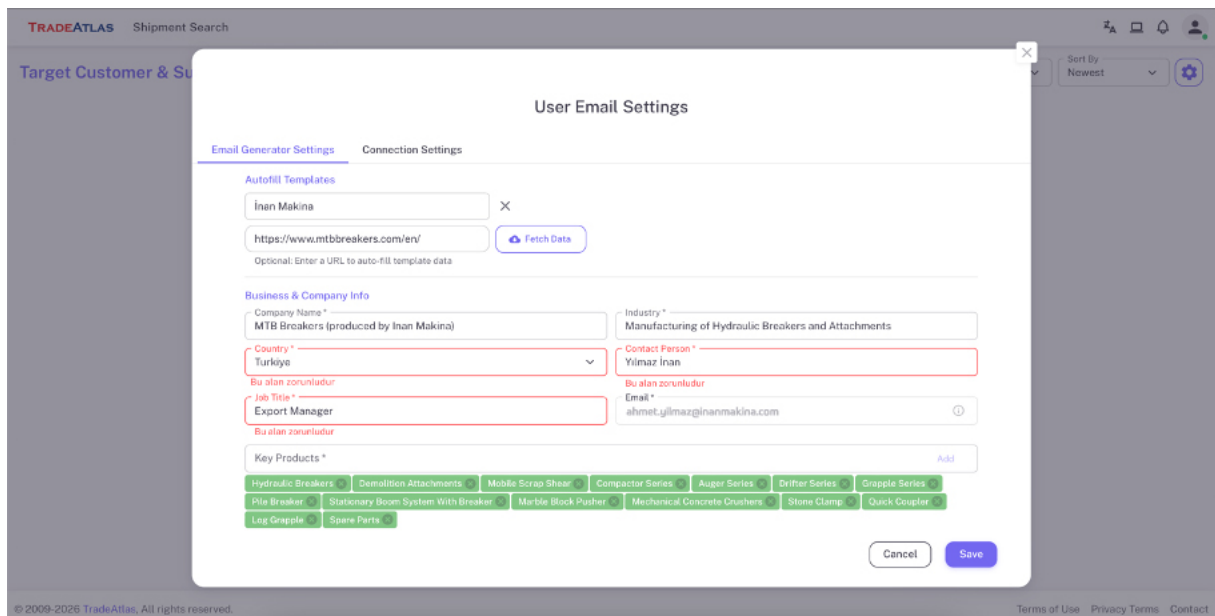 TRADEATLAS Shipment Search
Target Customer & Su
Sort By
Newest
User Email Settings
Email Generator Settings Connection Settings
Autofill Templates
İnan Makina
https://www.mtbbreakers.com/en/
Fetch Data
Optional: Enter a URL to auto-fill template data
Business & Company Info
Company Name * Industry *
MTB Breakers (produced by Inan Makina) Manufacturing of Hydraulic Breakers and Attachments
Country * Contact Person *
Turkiye Yılmaz İnan
Bu alan zorunludur Bu alan zorunludur
Job Title * Email *
Export Manager ahmet.yilmaz@inanmakina.com
Bu alan zorunludur
Key Products * Add
Hydraulic Breakers Demolition Attachments Mobile Scrap Shear Compactor Series Auger Series Drifter Series Grapple Series
Pile Breaker Stationary Boom System With Breaker Marble Block Pusher Mechanical Concrete Crushers Stone Clamp Quick Coupler
Log Grapple Spare Parts
Cancel Save
© 2009-2026 TradeAtlas, All rights reserved. Terms of Use Privacy Terms Contact